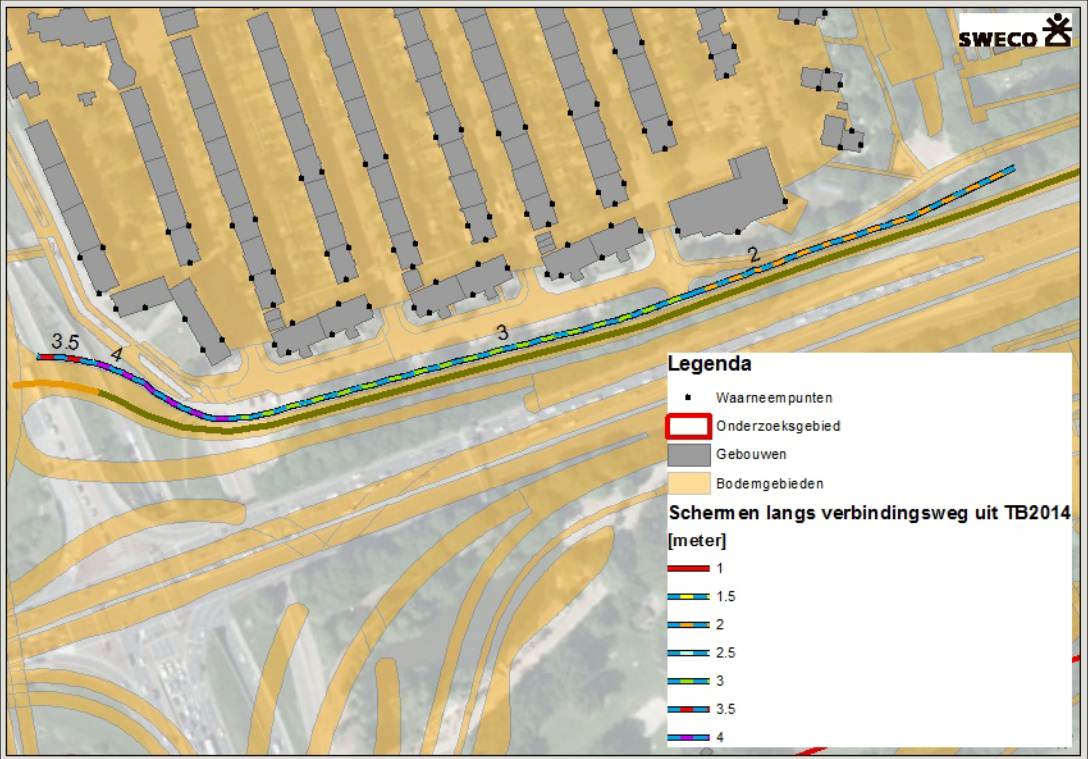 SWECO
2
3
3.5
4
Legenda
Waarneempunten
Onderzoeksgebied
Gebouwen
Bodemgebieden
Schermen langs verbindingsweg uit TB2014
[meter]
1
1.5
2
2.5
3
3.5
4